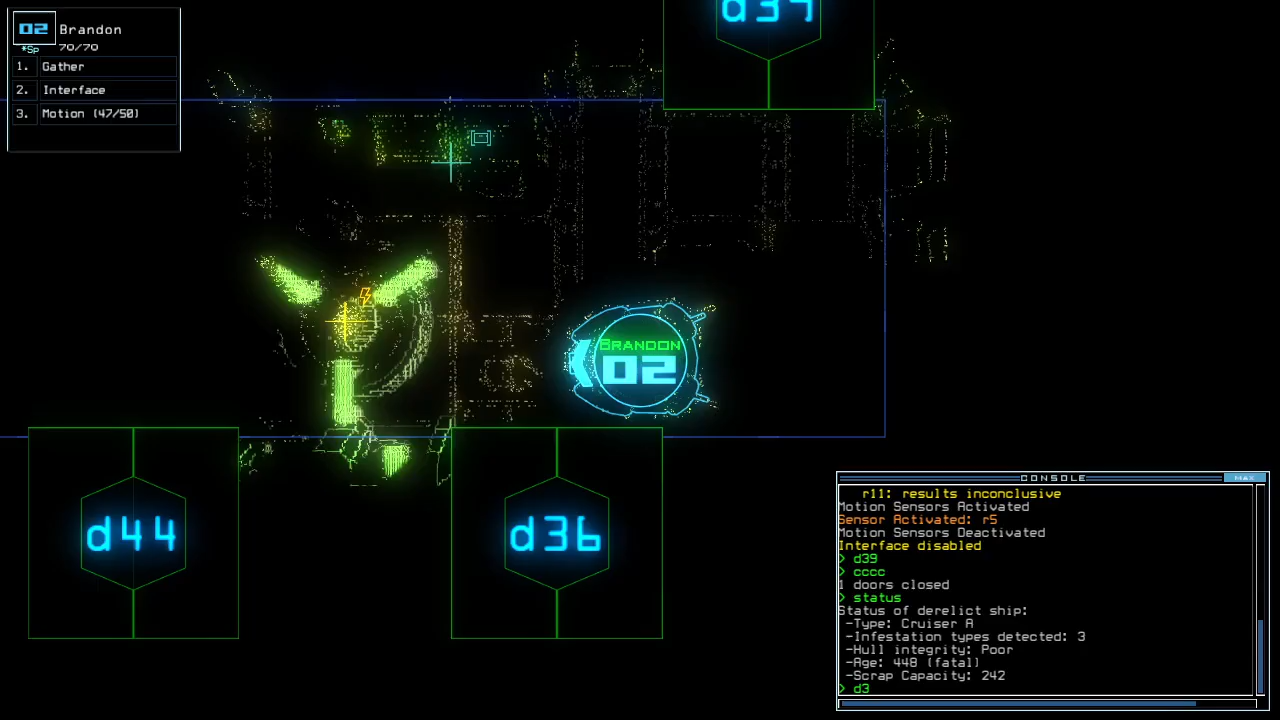 02 Brandon
*Sp 70/70
1. Gather
2. Interface
3. Motion (47/50)
d37
BRANDON
02
d44
d36
CONSOLE
MAX
r11: results inconclusive
Motion Sensors Activated
Sensor Activated: r5
Motion Sensors Deactivated
Interface disabled
> d39
> cccc
1 doors closed
> status
Status of derelict ship:
-Type: Cruiser A
-Infestation types detected: 3
-Hull integrity: Poor
-Age: 448 (fatal)
-Scrap Capacity: 242
> d3